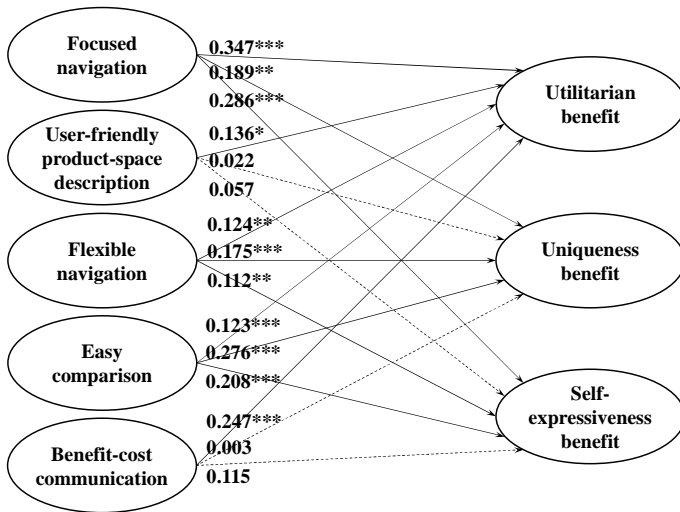 Focused
navigation
0.347***
0.189**
0.286***
Utilitarian
benefit
User-friendly
product-space
description
0.136*
0.022
0.057
Flexible
navigation
0.124**
0.175***
0.112**
Uniqueness
benefit
Easy
comparison
0.123***
0.276***
0.208***
Self-
expressiveness
benefit
Benefit-cost
communication
0.247***
0.003
0.115